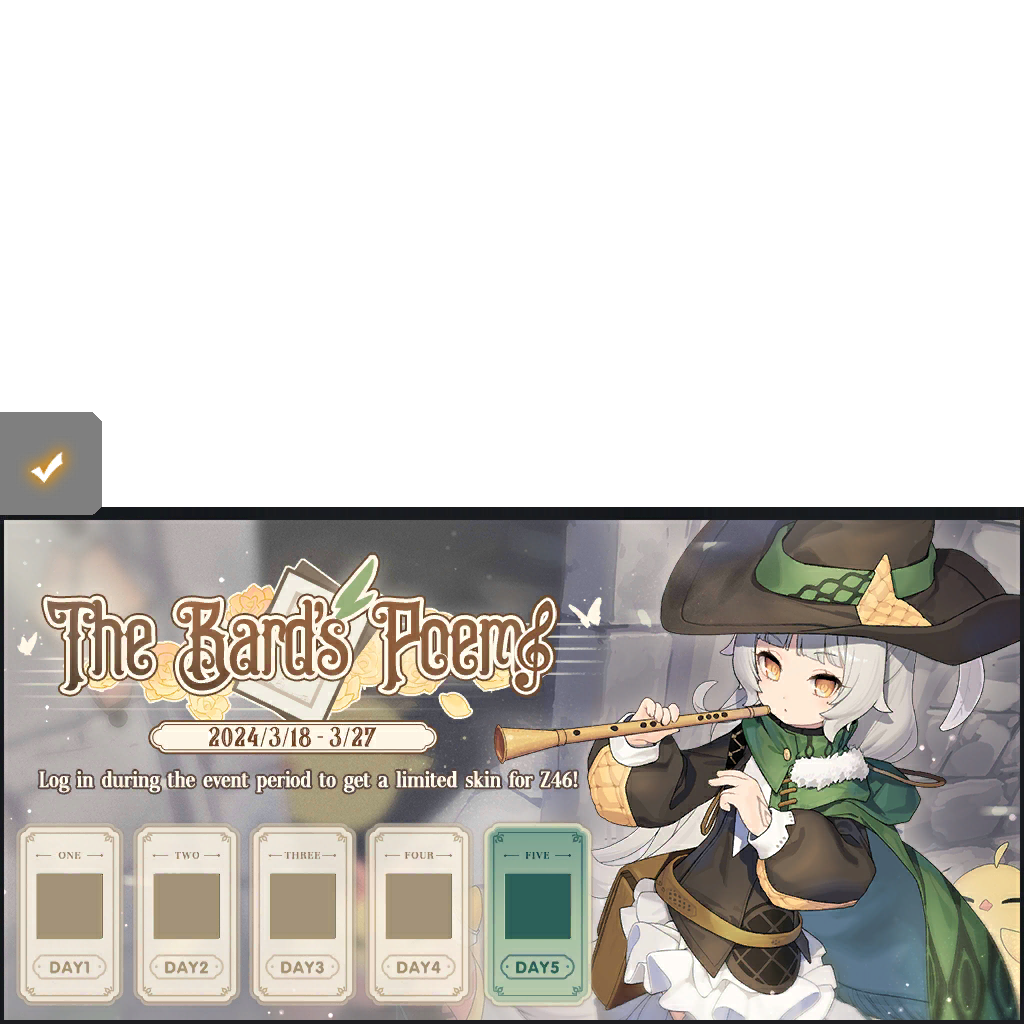 The Bard's Poem
2024/3/18 - 3/27
Log in during the event period to get a limited skin for Z46!
ONE
TWO
THREE
FOUR
FIVE
DAY1
DAY2
DAY3
DAY4
DAY5